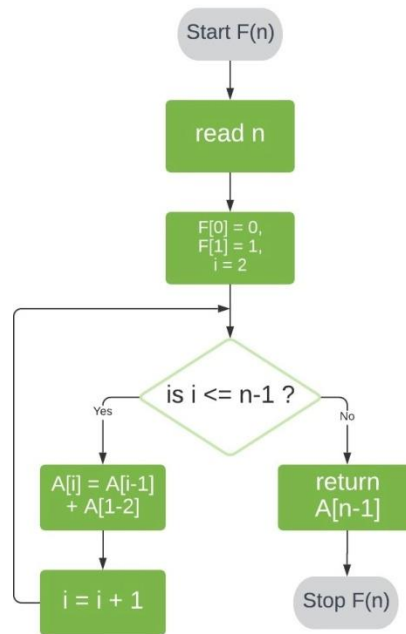 Start F(n)
read n
F[0] = 0,
F[1] = 1,
i = 2
is i <= n-1 ?
Yes
No
A[i] = A[i-1]
+ A[1-2]
return
A[n-1]
i = i + 1
Stop F(n)